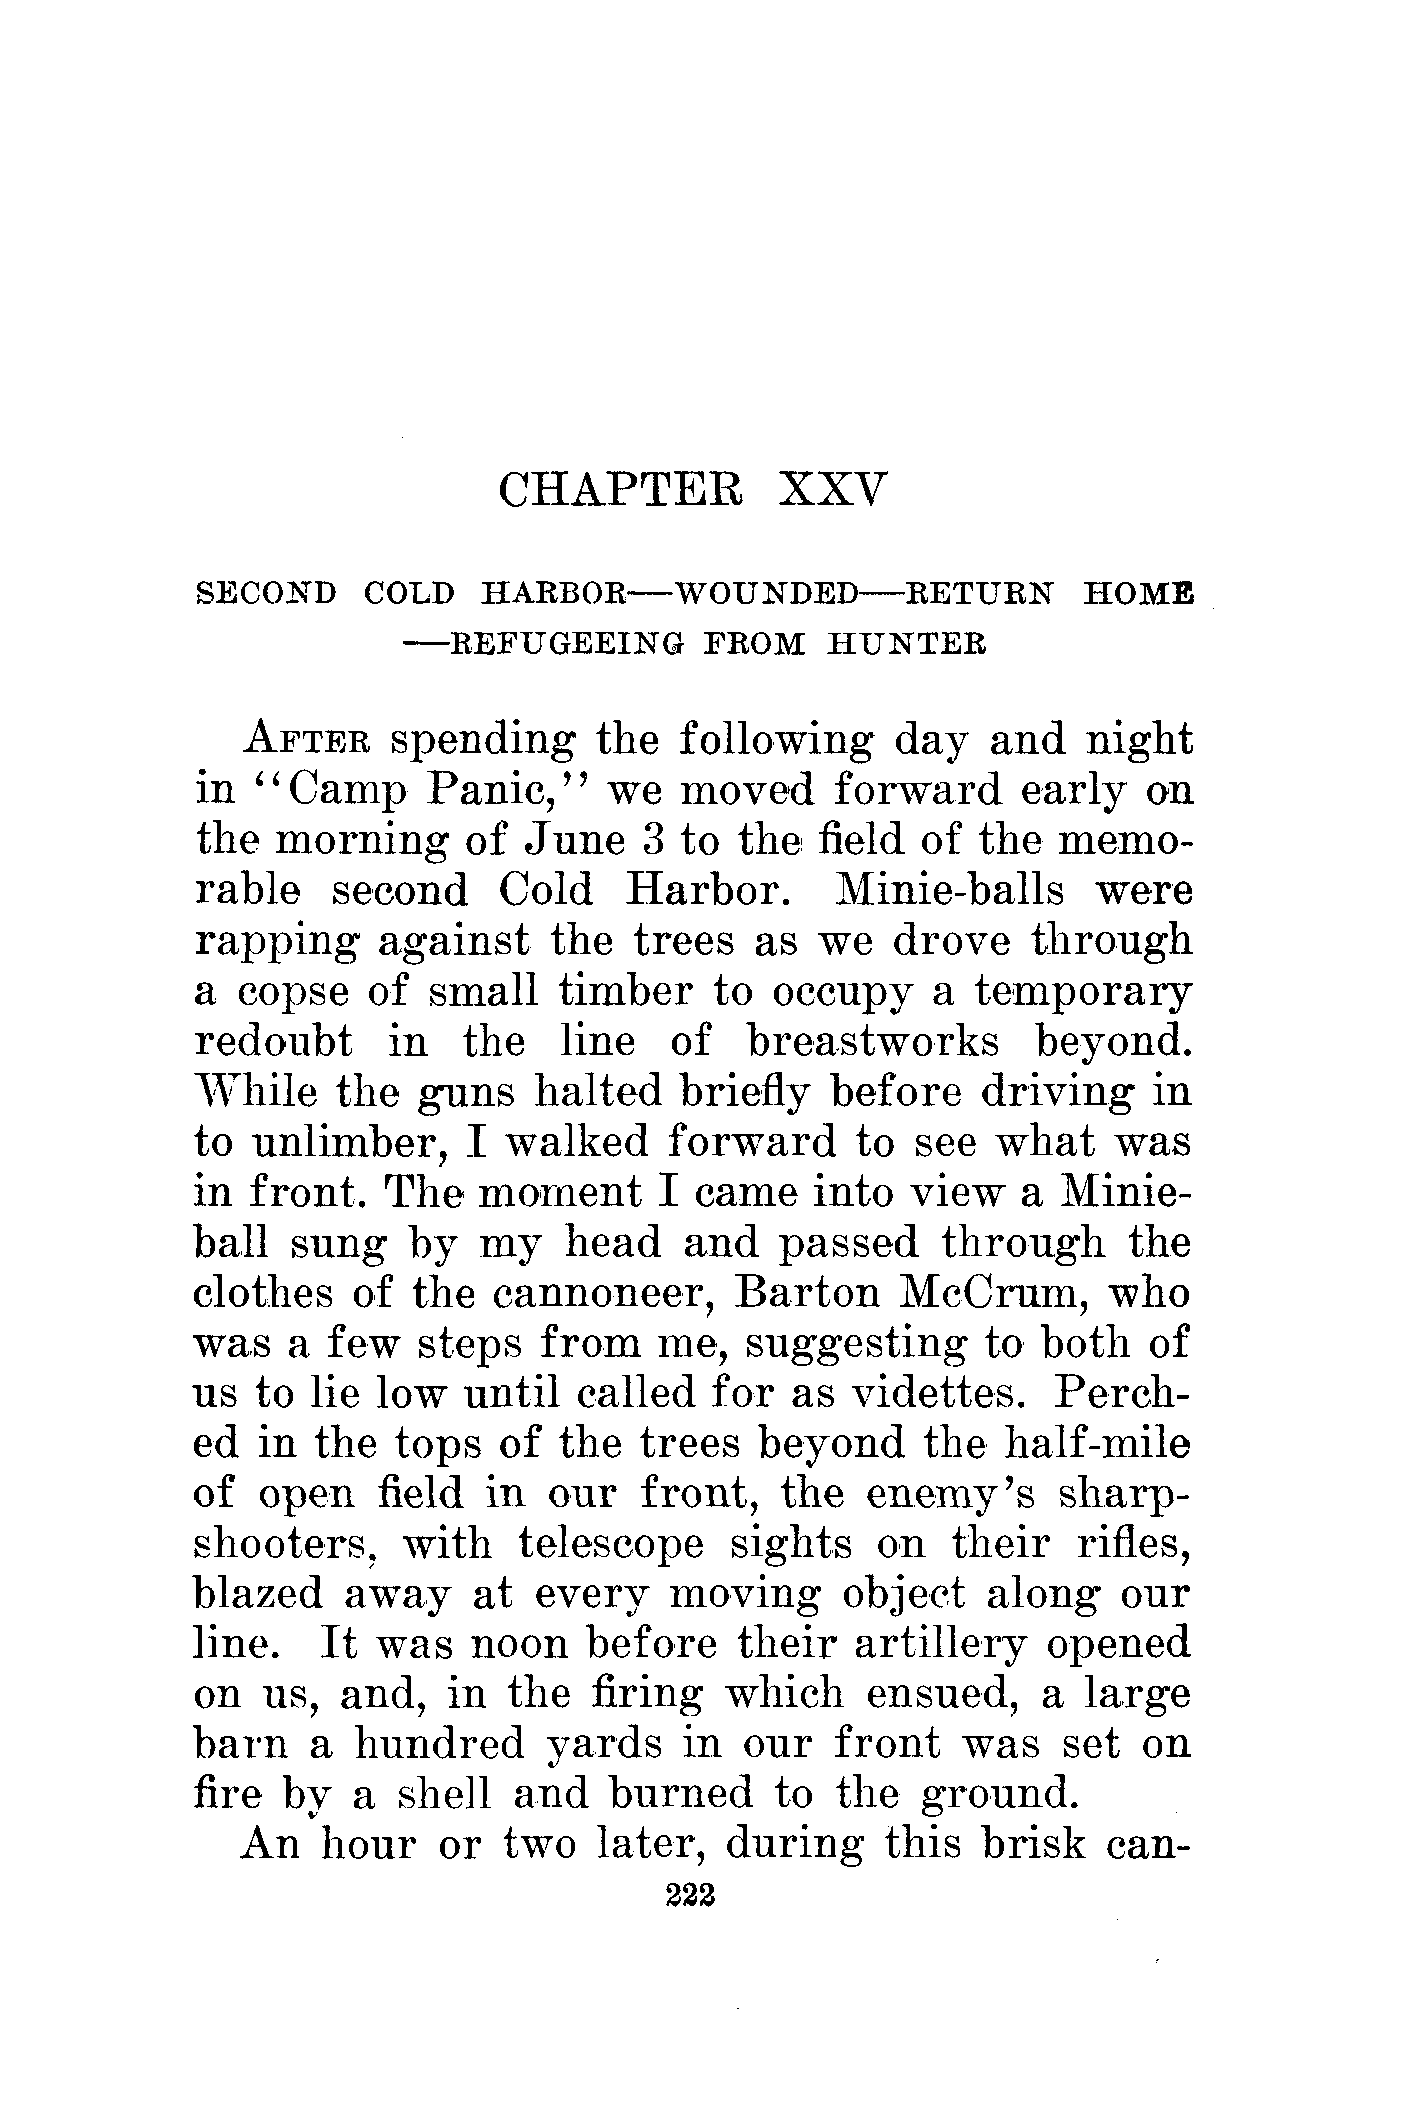 CHAPTER XXV
SECOND COLD HARBOR—WOUNDED—RETURN HOME
—REFUGEEING FROM HUNTER
AFTER spending the following day and night
in "Camp Panic," we moved forward early on
the morning of June 3 to the field of the memo-
rable second Cold Harbor. Minie-balls were
rapping against the trees as we drove through
a copse of small timber to occupy a temporary
redoubt in the line of breastworks beyond.
While the guns halted briefly before driving in
to unlimber, I walked forward to see what was
in front. The moment I came into view a Minie-
ball sung by my head and passed through the
clothes of the cannoneer, Barton McCrum, who
was a few steps from me, suggesting to both of
us to lie low until called for as videttes. Perch-
ed in the tops of the trees beyond the half-mile
of open field in our front, the enemy's sharp-
shooters, with telescope sights on their rifles,
blazed away at every moving object along our
line. It was noon before their artillery opened
on us, and, in the firing which ensued, a large
barn a hundred yards in our front was set on
fire by a shell and burned to the ground.
An hour or two later, during this brisk can-
222